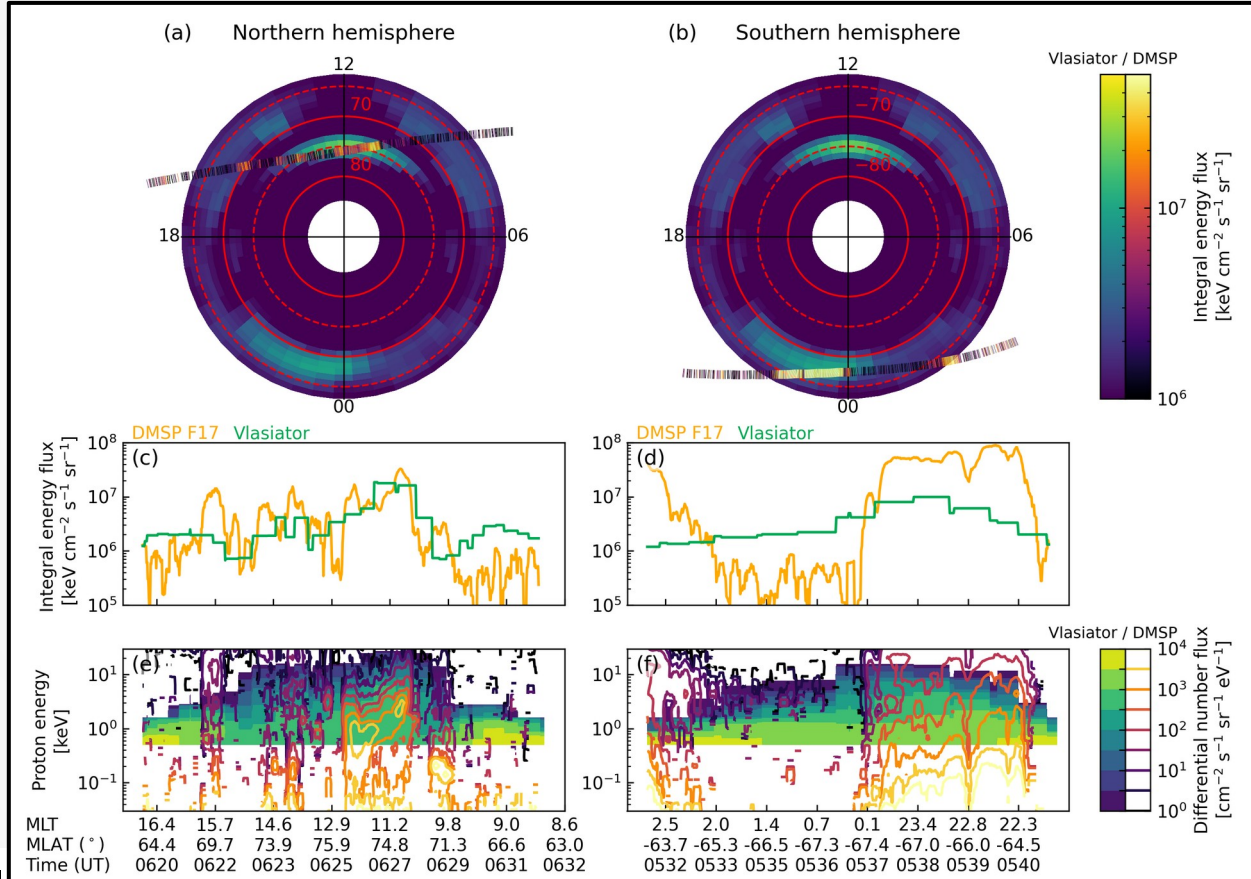 (a) Northern hemisphere
(b) Southern hemisphere
Vlasiator / DMSP
12
12
70
−70
80
−80
18
06
18
06
00
00
10⁷
10⁶
Integral energy flux
[keV cm⁻² s⁻¹ sr⁻¹]
DMSP F17 Vlasiator
DMSP F17 Vlasiator
(c)
(d)
Integral energy flux
[keV cm⁻² s⁻¹ sr⁻¹]
10⁸
10⁷
10⁶
10⁵
10⁸
10⁷
10⁶
10⁵
(e)
(f)
Proton energy
[keV]
10¹
10⁰
10⁻¹
10¹
10⁰
10⁻¹
Vlasiator / DMSP
10⁴
10³
10²
10¹
10⁰
Differential number flux
[cm⁻² s⁻¹ sr⁻¹ eV⁻¹]
MLT 16.4 15.7 14.6 12.9 11.2 9.8 9.0 8.6 2.5 2.0 1.4 0.7 0.1 23.4 22.8 22.3
MLAT (°) 64.4 69.7 73.9 75.9 74.8 71.3 66.6 63.0 -63.7 -65.3 -66.5 -67.3 -67.4 -67.0 -66.0 -64.5
Time (UT) 0620 0622 0623 0625 0627 0629 0631 0632 0532 0533 0535 0536 0537 0538 0539 0540